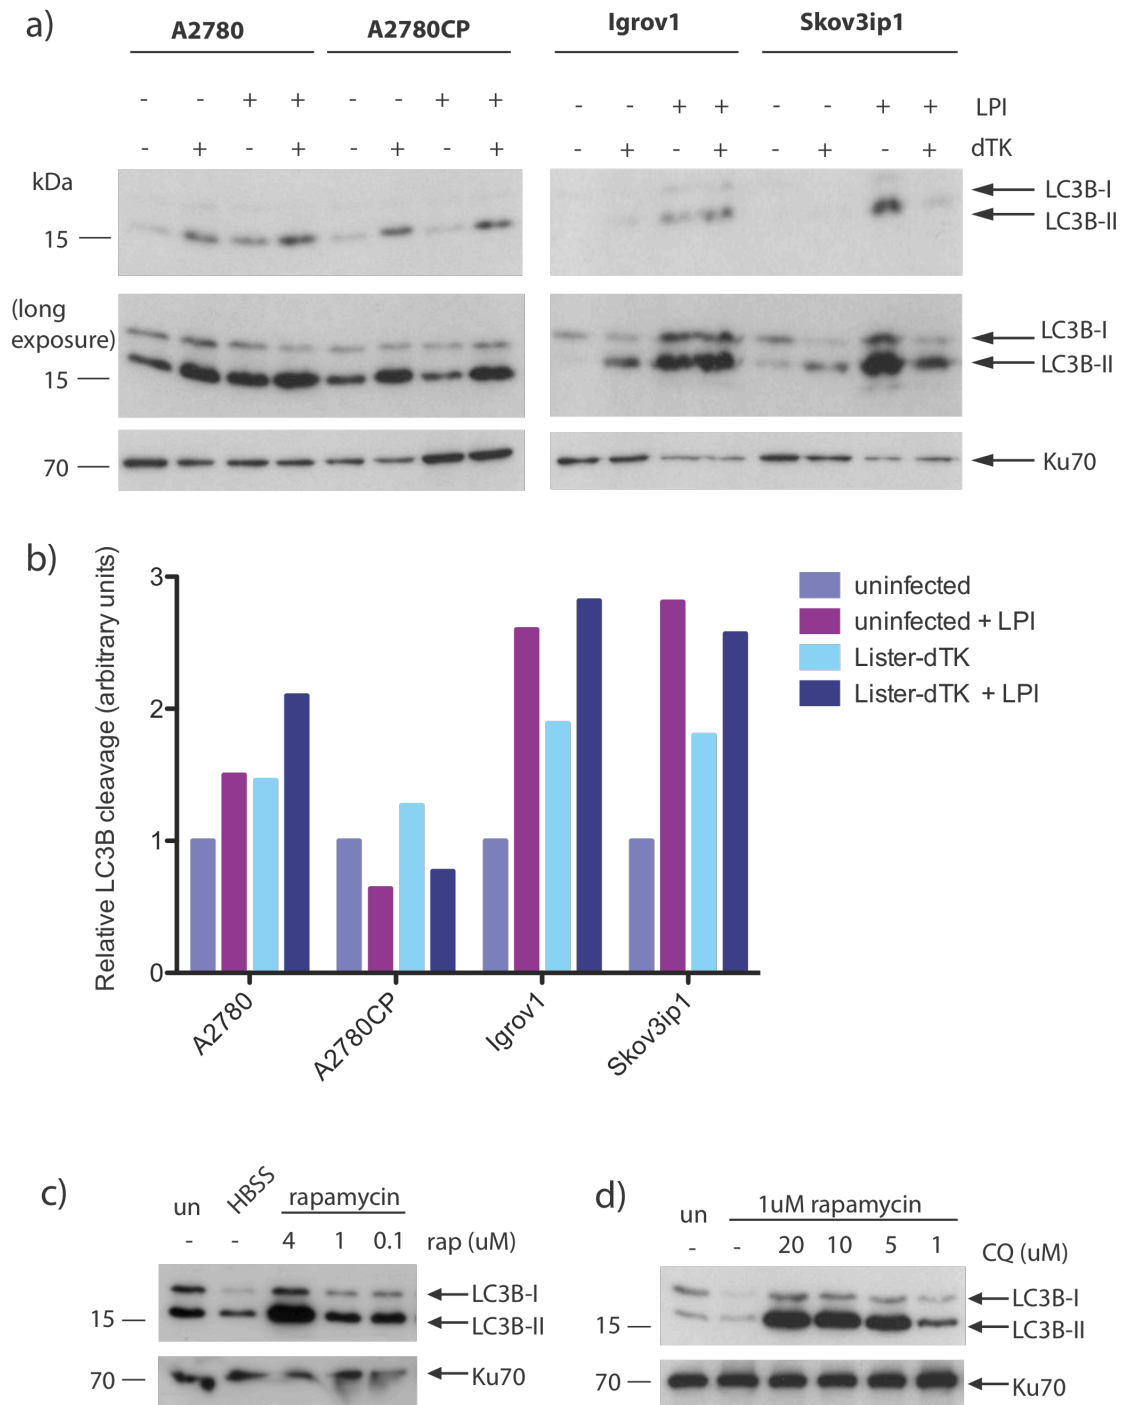 a)
A2780 A2780CP Igrov1 Skov3ip1
- - + + - - + + - - + + - - + + LPI
- + - + - + - + - + - + - + - + dTK
kDa
LC3B-I
LC3B-II
15
(long
exposure)
LC3B-I
LC3B-II
15
70
Ku70
b)
Relative LC3B cleavage (arbitrary units)
3
2
1
0
A2780
A2780CP
Igrov1
Skov3ip1
uninfected
uninfected + LPI
Lister-dTK
Lister-dTK + LPI
c)
un HBSS rapamycin
- - 4 1 0.1 rap (uM)
LC3B-I
15
LC3B-II
70
Ku70
d)
un 1uM rapamycin
- - 20 10 5 1 CQ (uM)
LC3B-I
15
LC3B-II
70
Ku70